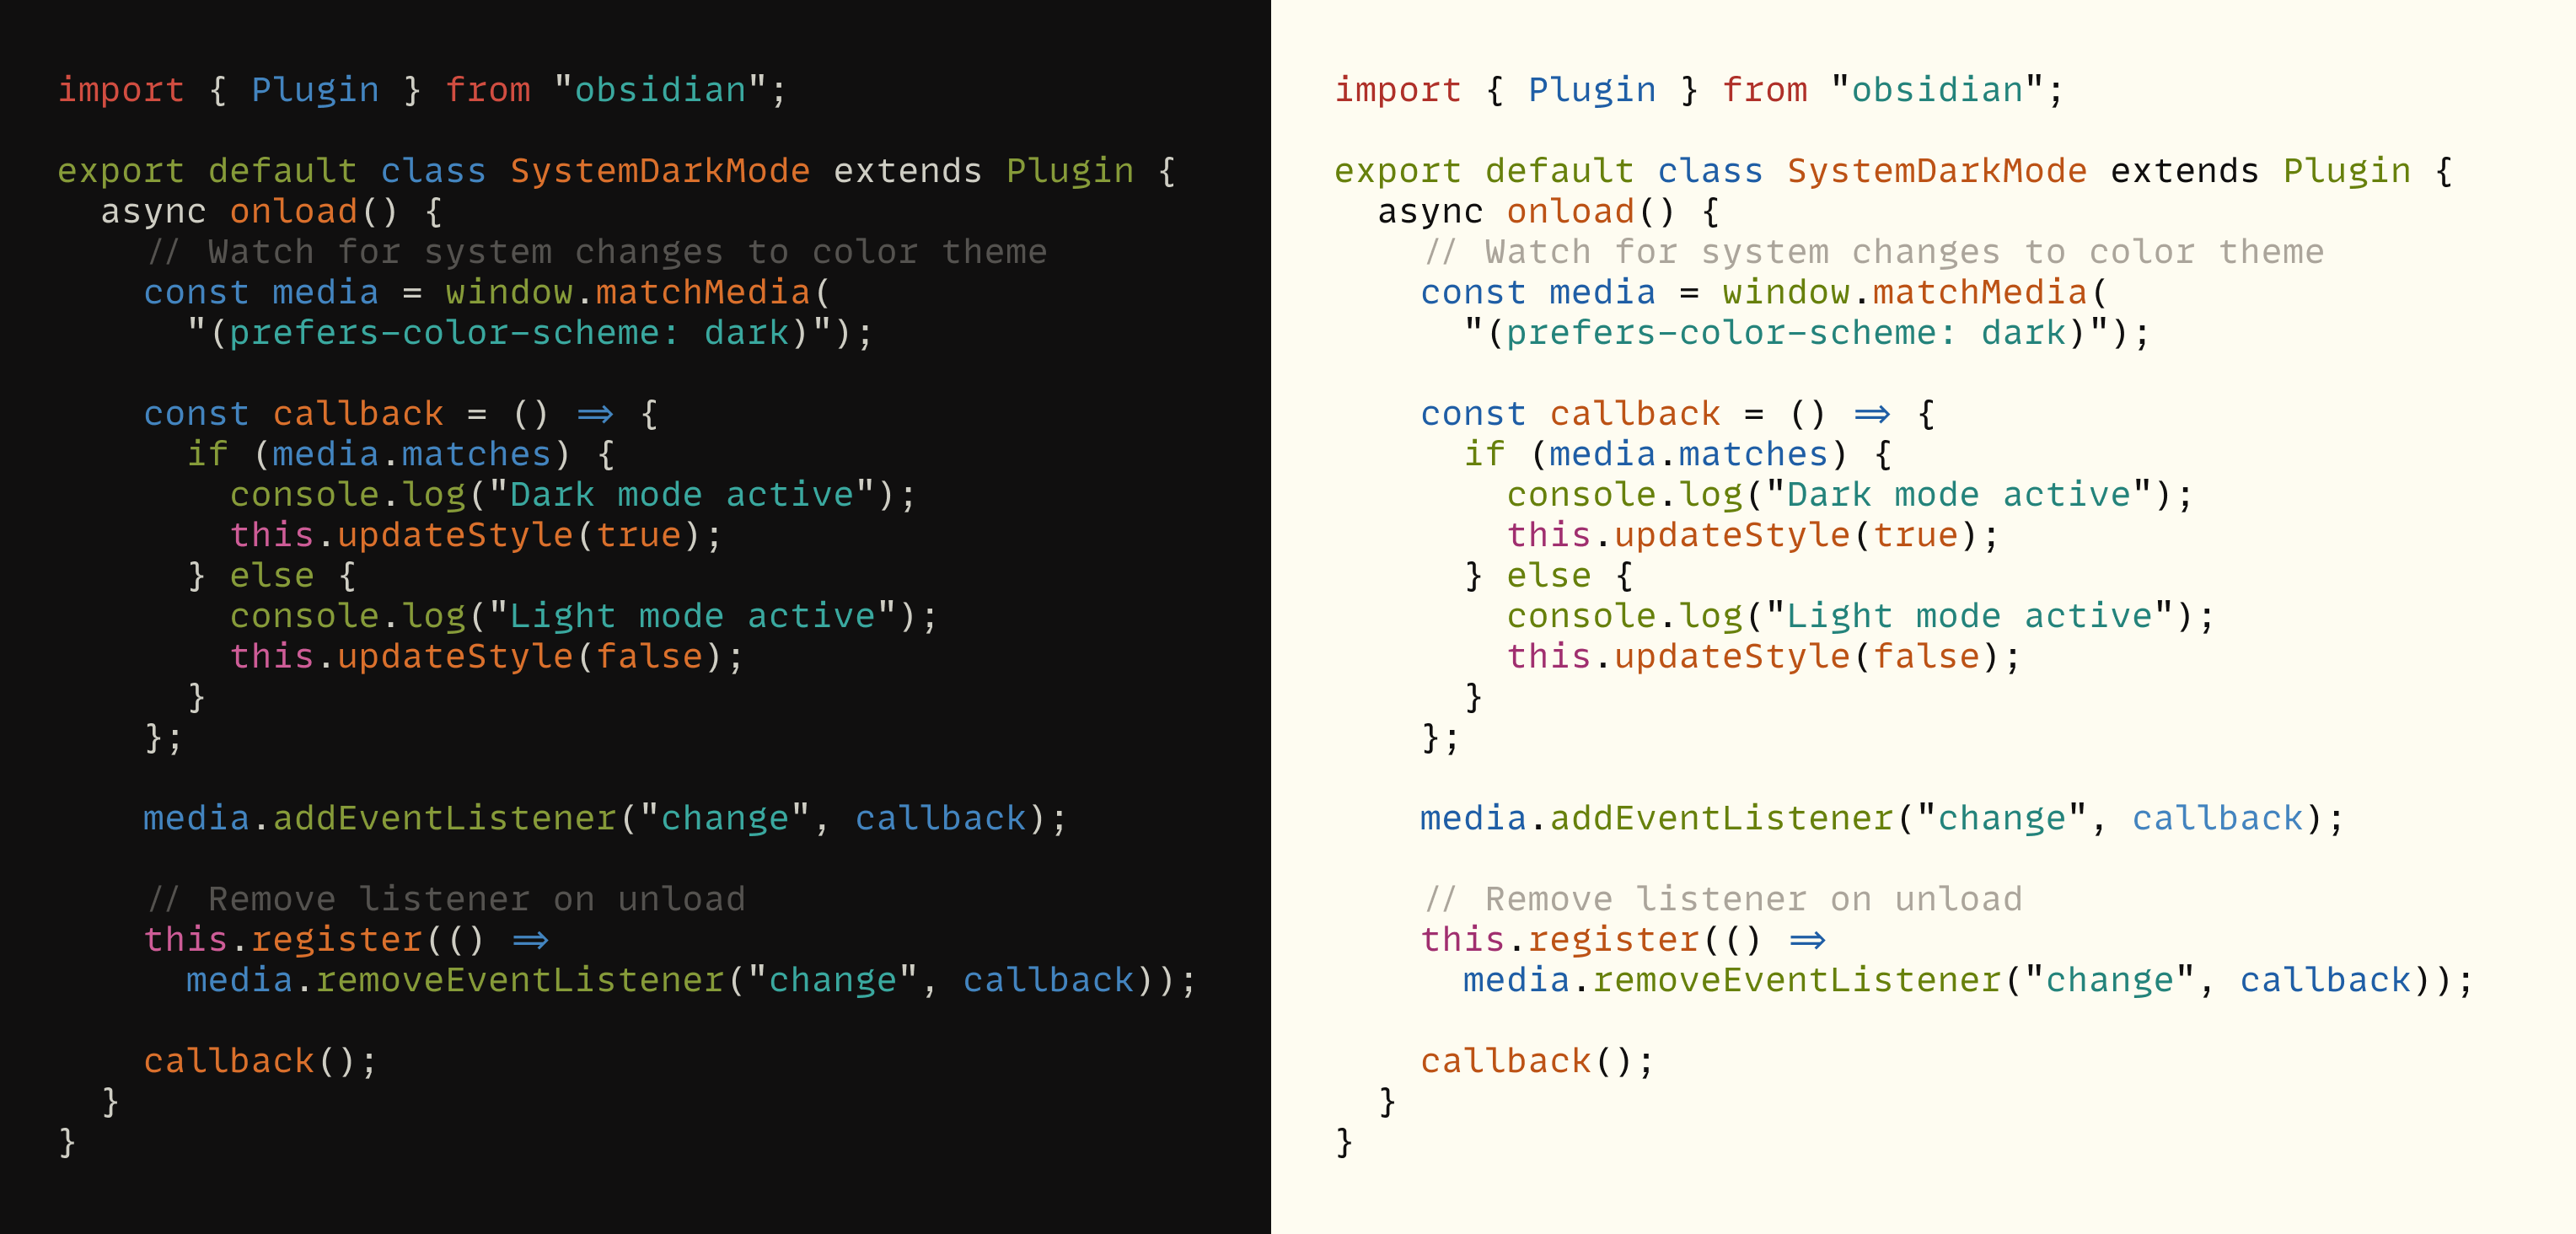 import { Plugin } from "obsidian";

export default class SystemDarkMode extends Plugin {
  async onload() {
    // Watch for system changes to color theme
    const media = window.matchMedia(
      "(prefers-color-scheme: dark)");

    const callback = () => {
      if (media.matches) {
        console.log("Dark mode active");
        this.updateStyle(true);
      } else {
        console.log("Light mode active");
        this.updateStyle(false);
      }
    };

    media.addEventListener("change", callback);

    // Remove listener on unload
    this.register(() =>
      media.removeEventListener("change", callback));

    callback();
  }
}
import { Plugin } from "obsidian";

export default class SystemDarkMode extends Plugin {
  async onload() {
    // Watch for system changes to color theme
    const media = window.matchMedia(
      "(prefers-color-scheme: dark)");

    const callback = () => {
      if (media.matches) {
        console.log("Dark mode active");
        this.updateStyle(true);
      } else {
        console.log("Light mode active");
        this.updateStyle(false);
      }
    };

    media.addEventListener("change", callback);

    // Remove listener on unload
    this.register(() =>
      media.removeEventListener("change", callback));

    callback();
  }
}